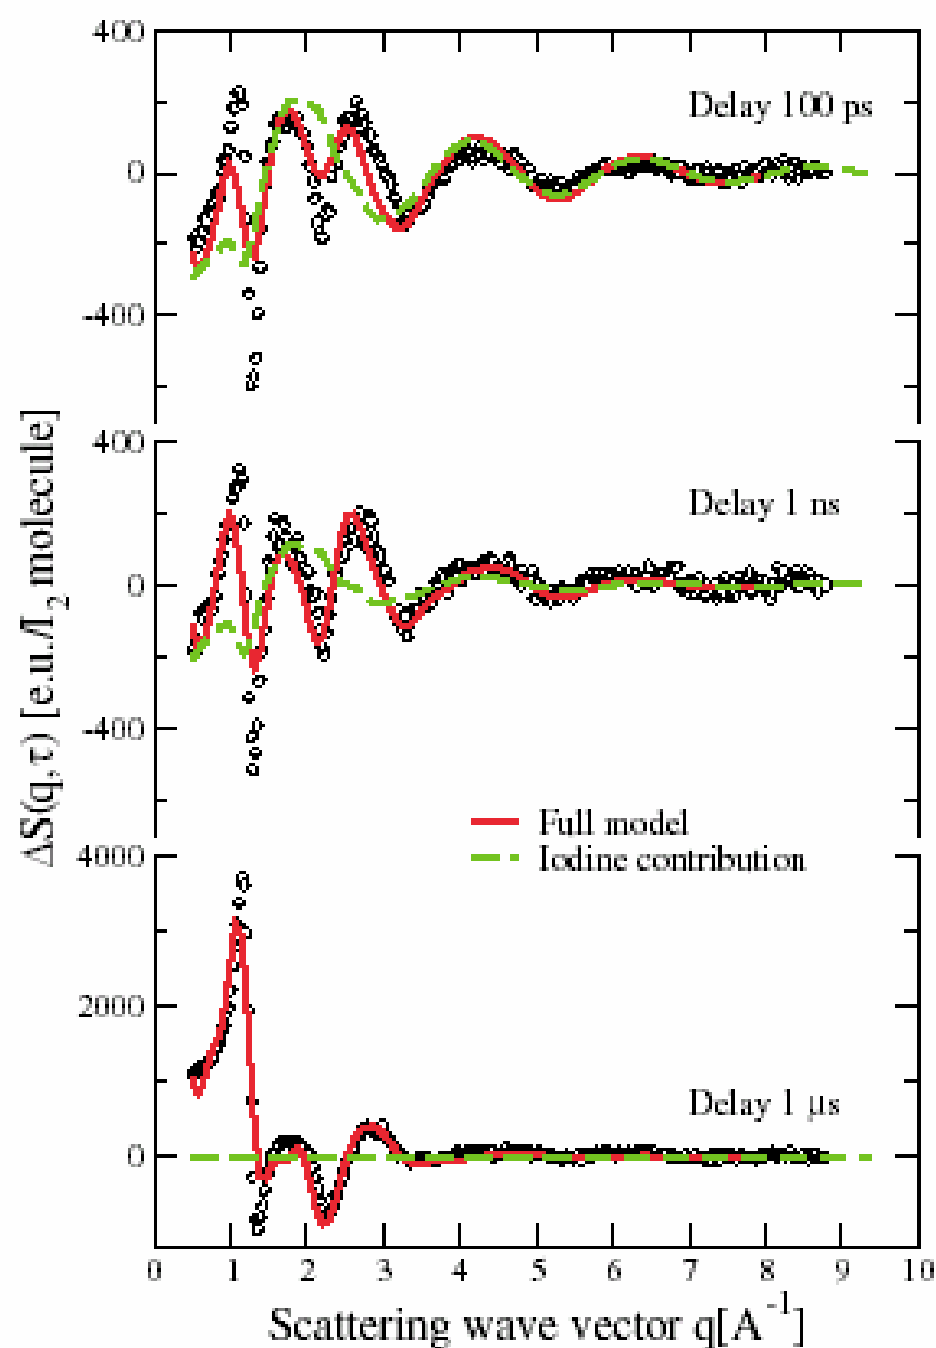 400
0
-400
Delay 100 ps
400
0
-400
Delay 1 ns
Full model
Iodine contribution
4000
2000
0
Delay 1 μs
0 1 2 3 4 5 6 7 8 9 10
Scattering wave vector q[A⁻¹]
ΔS(q,τ) [e.u./I₂ molecule]